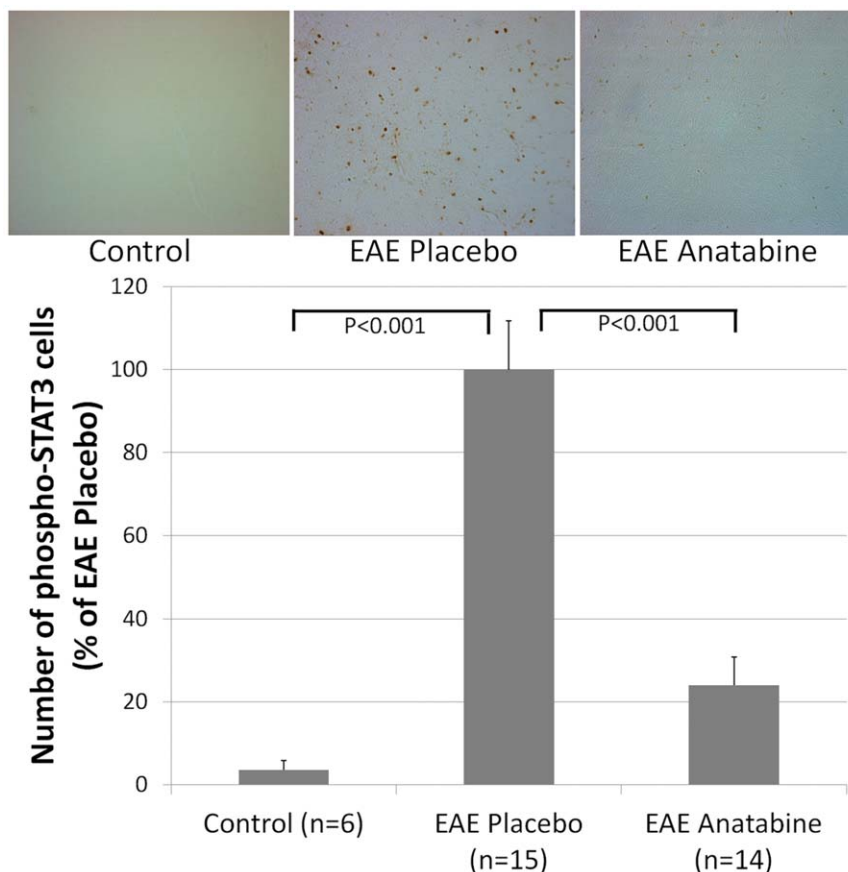 Control
EAE Placebo
EAE Anatabine
Number of phospho-STAT3 cells
(% of EAE Placebo)
120
100
80
60
40
20
0
P<0.001
P<0.001
Control (n=6)
EAE Placebo
(n=15)
EAE Anatabine
(n=14)